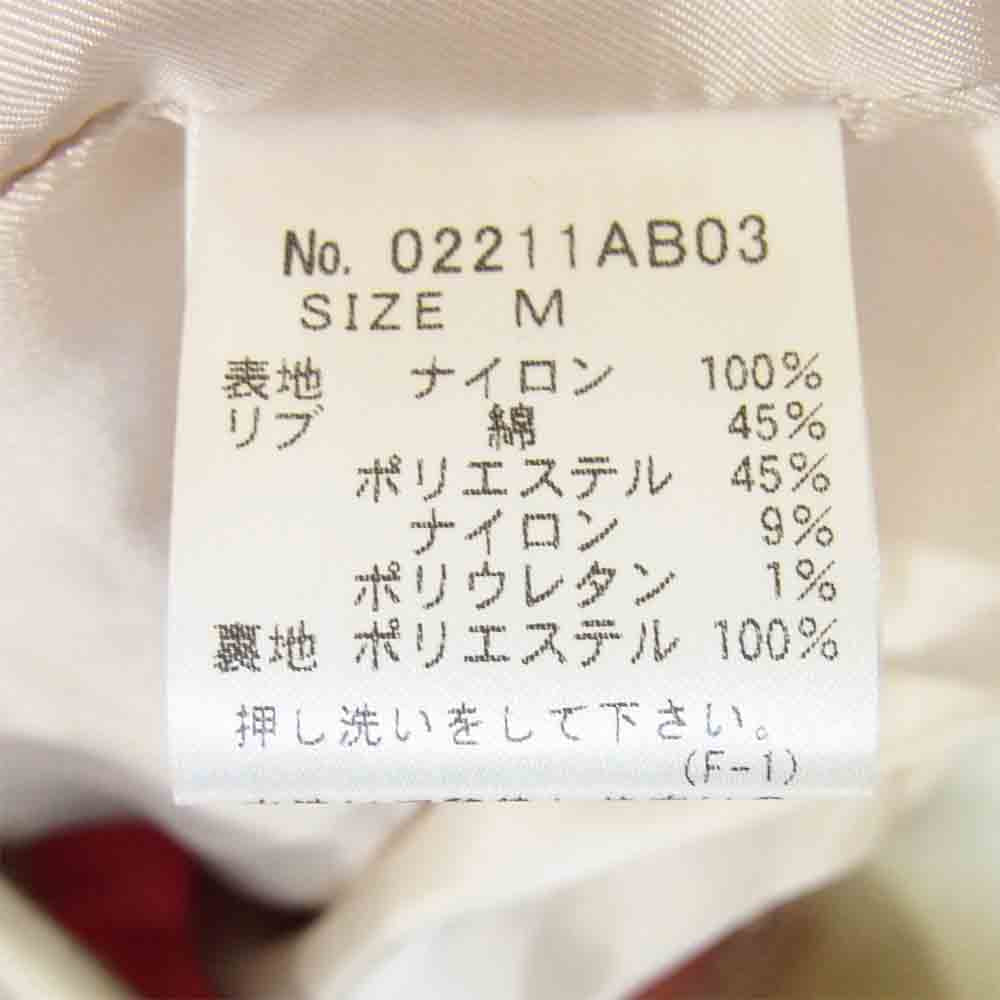 No. 02211AB03
SIZE M
表地 ナイロン 100%
リブ 綿 45%
ポリエステル 45%
ナイロン 9%
ポリウレタン 1%
裏地 ポリエステル 100%
押し洗いをして下さい。
(F-1)